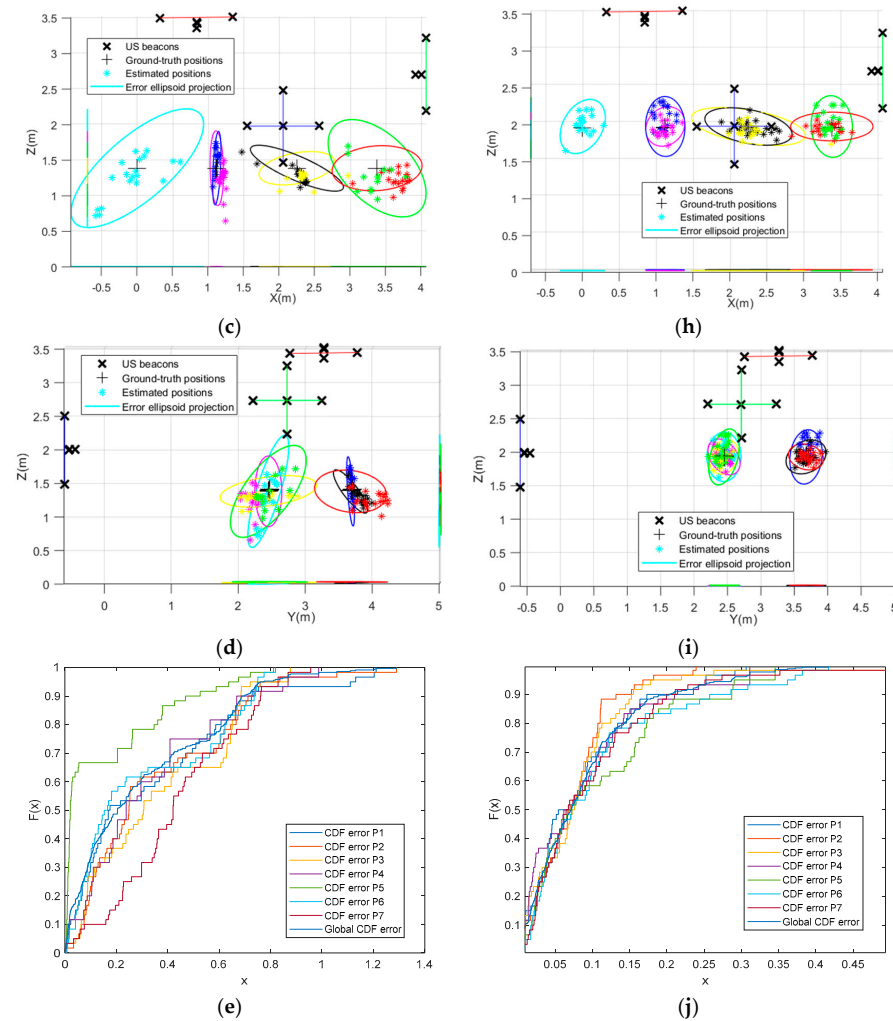 3.5
3
2.5
2
1.5
1
0.5
0
Z(m)
US beacons
Ground-truth positions
Estimated positions
Error ellipsoid projection
-0.5 0 0.5 1 1.5 2 2.5 3 3.5 4
X(m)
(c)
3.5
3
2.5
2
1.5
1
0.5
0
Z(m)
US beacons
Ground-truth positions
Estimated positions
Error ellipsoid projection
-0.5 0 0.5 1 1.5 2 2.5 3 3.5 4
X(m)
(h)
3.5
3
2.5
2
1.5
1
0.5
0
Z(m)
US beacons
Ground-truth positions
Estimated positions
Error ellipsoid projection
0 1 2 3 4 5
Y(m)
(d)
3.5
3
2.5
2
1.5
1
0.5
0
Z(m)
US beacons
Ground-truth positions
Estimated positions
Error ellipsoid projection
-0.5 0 0.5 1 1.5 2 2.5 3 3.5 4 4.5 5
Y(m)
(i)
1
0.9
0.8
0.7
0.6
0.5
0.4
0.3
0.2
0.1
0
F(x)
CDF error P1
CDF error P2
CDF error P3
CDF error P4
CDF error P5
CDF error P6
CDF error P7
Global CDF error
0 0.2 0.4 0.6 0.8 1 1.2 1.4
x
(e)
0.9
0.8
0.7
0.6
0.5
0.4
0.3
0.2
0.1
F(x)
CDF error P1
CDF error P2
CDF error P3
CDF error P4
CDF error P5
CDF error P6
CDF error P7
Global CDF error
0.05 0.1 0.15 0.2 0.25 0.3 0.35 0.4 0.45
x
(j)